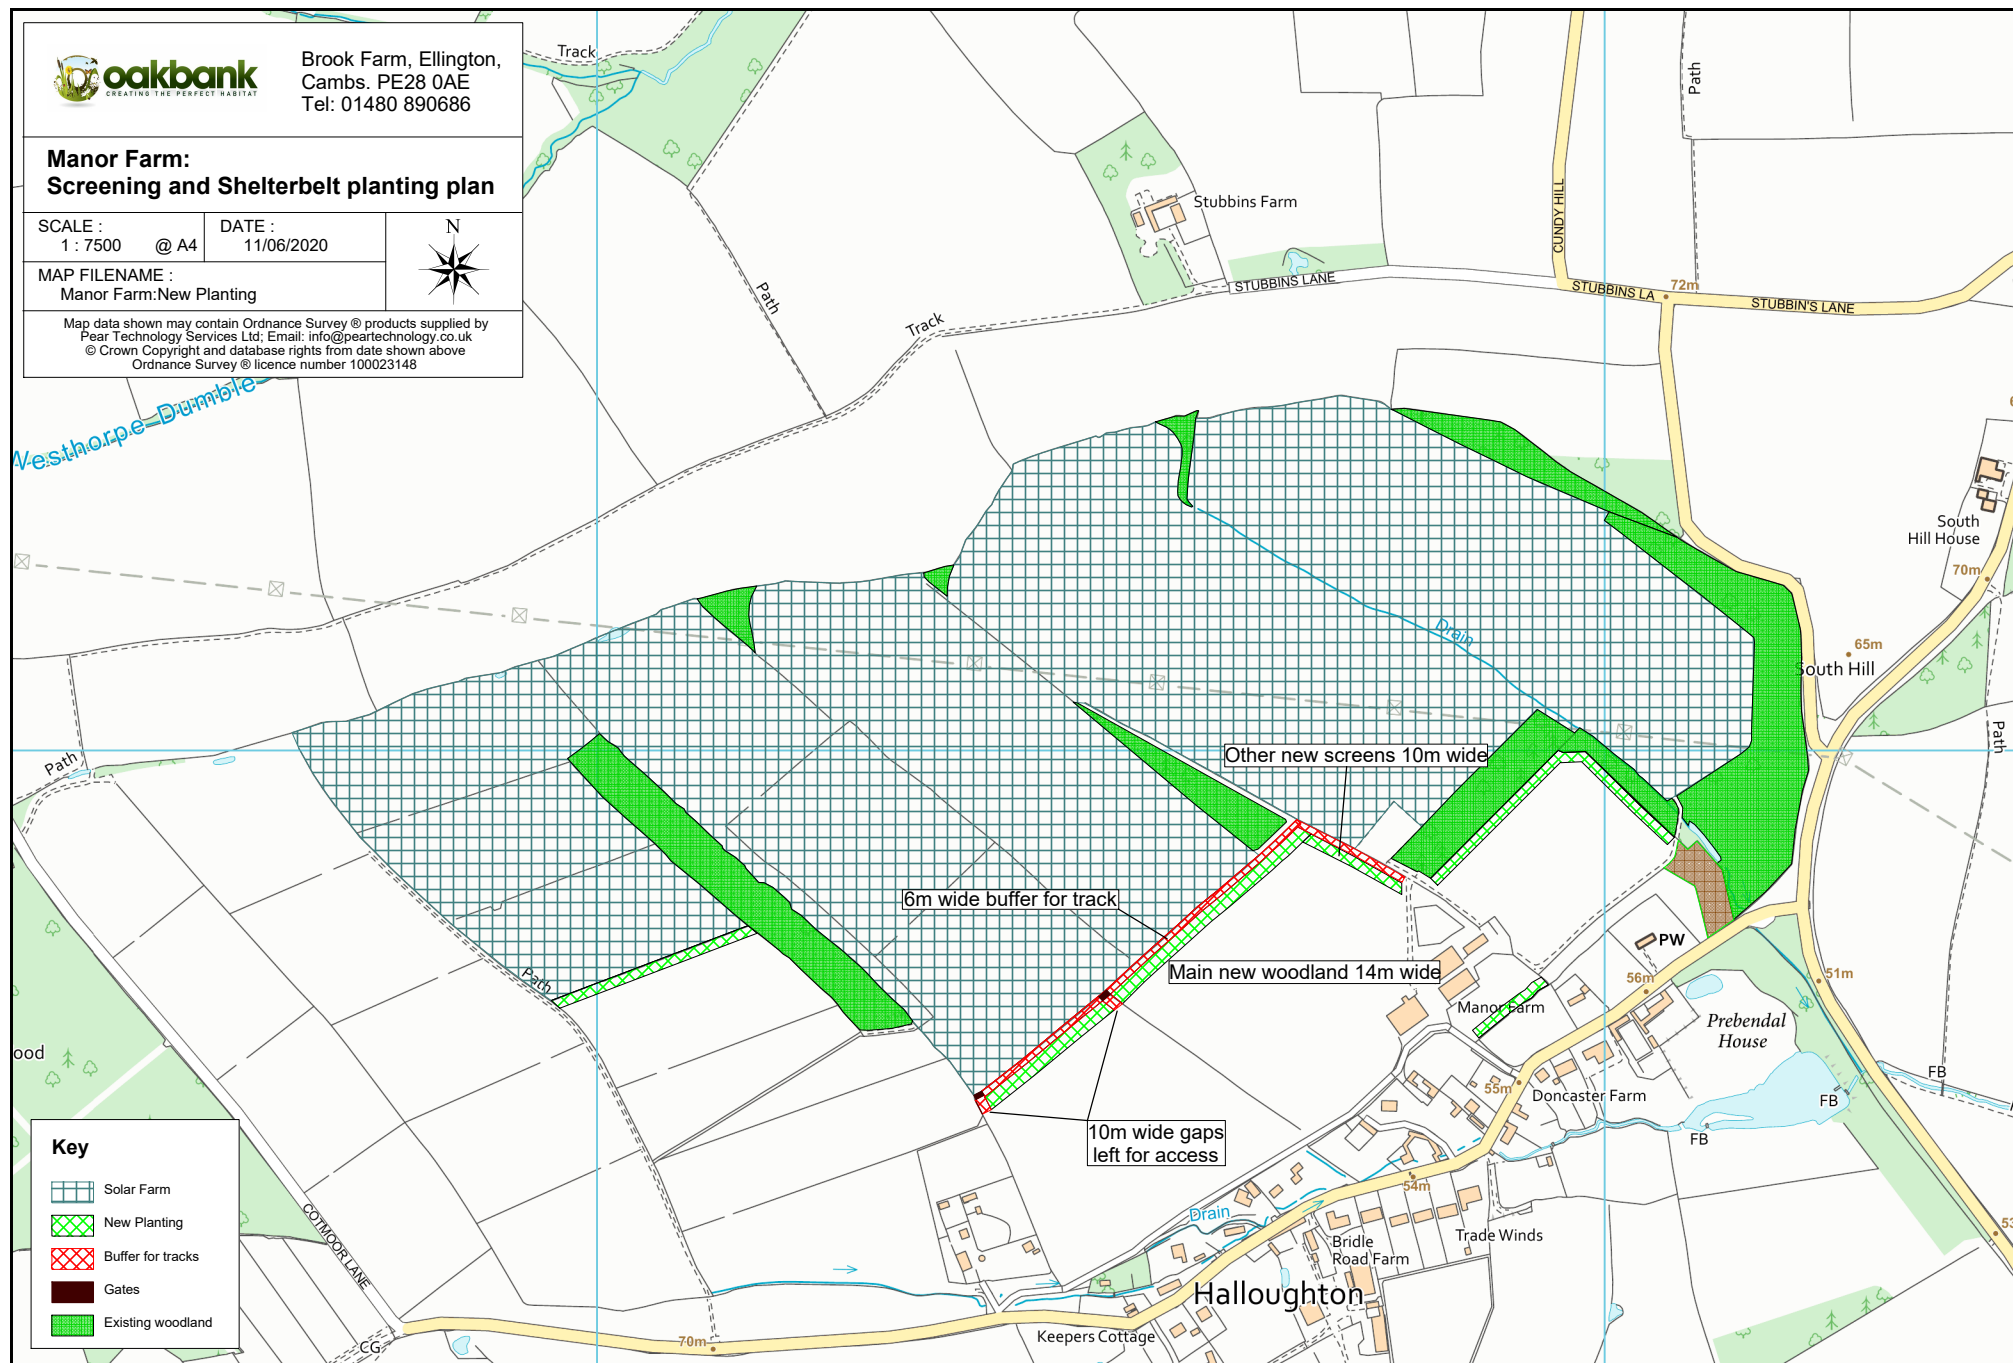 oakbank
CREATING THE PERFECT HABITAT
Brook Farm, Ellington,
Cambs. PE28 0AE
Tel: 01480 890686
Manor Farm:
Screening and Shelterbelt planting plan
SCALE :
1 : 7500 @ A4
DATE :
11/06/2020
N
MAP FILENAME :
Manor Farm:New Planting
Map data shown may contain Ordnance Survey ® products supplied by
Pear Technology Services Ltd; Email: info@peartechnology.co.uk
© Crown Copyright and database rights from date shown above
Ordnance Survey ® licence number 100023148
Track
Path
Stubbins Farm
CUNDY HILL
STUBBINS LANE
STUBBINS LA
72m
STUBBIN'S LANE
Path
Track
Westhorpe Dumble
South
Hill House
70m
Drain
65m
South Hill
Path
Path
Other new screens 10m wide
6m wide buffer for track
Main new woodland 14m wide
PW
Path
56m
51m
Manor Farm
Prebendal
House
ood
55m
Doncaster Farm
FB
FB
FB
10m wide gaps
left for access
Key
Solar Farm
New Planting
Buffer for tracks
Gates
Existing woodland
COTMOOR LANE
54m
Drain
Bridle
Road Farm
Trade Winds
53
Halloughton
Keepers Cottage
CG
70m